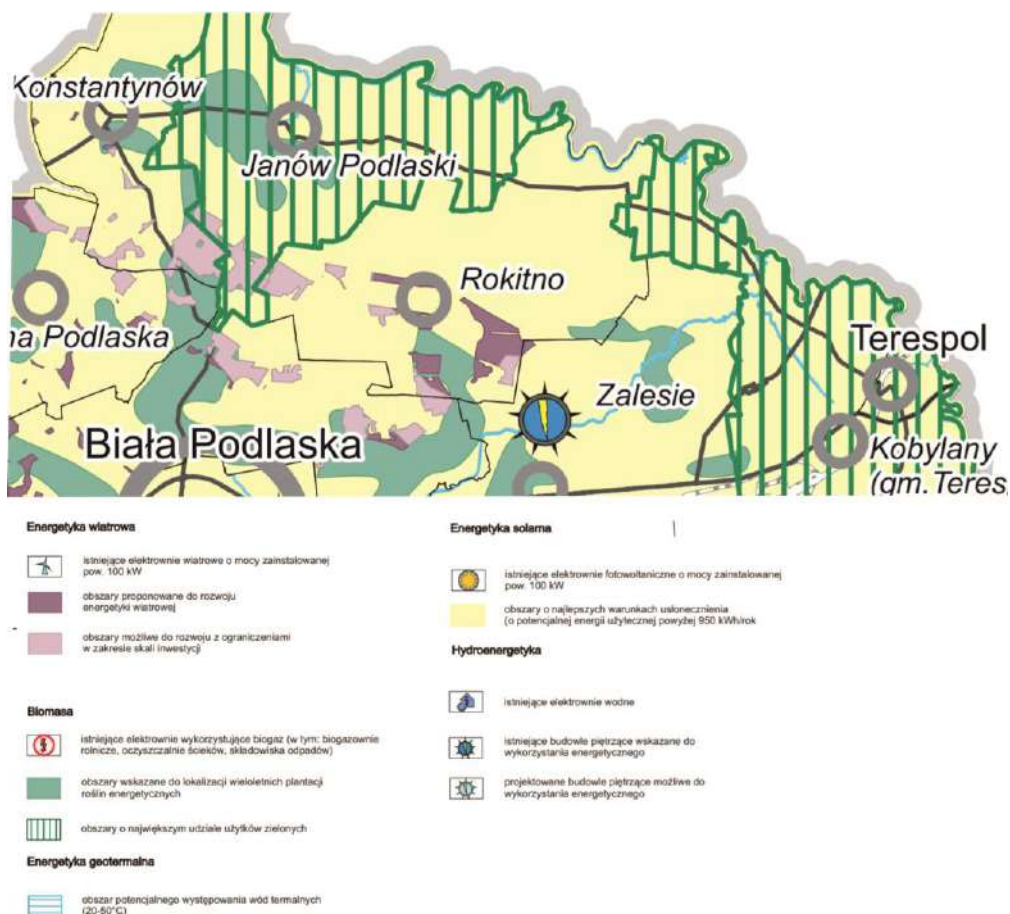 Konstantynów
Janów Podlaski
Rokitno
na Podlaska
Terespol
Zalesie
Biała Podlaska
Kobylany
(gm. Teres
Energetyka wiatrowa
istniejące elektrownie wiatrowe o mocy zainstalowanej
pow. 100 kW
obszary proponowane do rozwoju
energetyki wiatrowej
obszary możliwe do rozwoju z ograniczeniami
w zakresie skali inwestycji
Biomasa
istniejące elektrownie wykorzystujące biogaz (w tym: biogazownie
rolnicze, oczyszczalnie ścieków, składowiska odpadów)
obszary wskazane do lokalizacji wieloletnich plantacji
roślin energetycznych
obszary o największym udziale użytków zielonych
Energetyka geotermalna
obszar potencjalnego występowania wód termalnych
(20-50°C)
Energetyka solarna
istniejące elektrownie fotowoltaiczne o mocy zainstalowanej
pow. 100 kW
obszary o najlepszych warunkach usłonecznienia
(o potencjalnej energii użytecznej powyżej 950 kWh/rok
Hydroenergetyka
istniejące elektrownie wodne
istniejące budowle piętrzące wskazane do
wykorzystania energetycznego
projektowane budowle piętrzące możliwe do
wykorzystania energetycznego